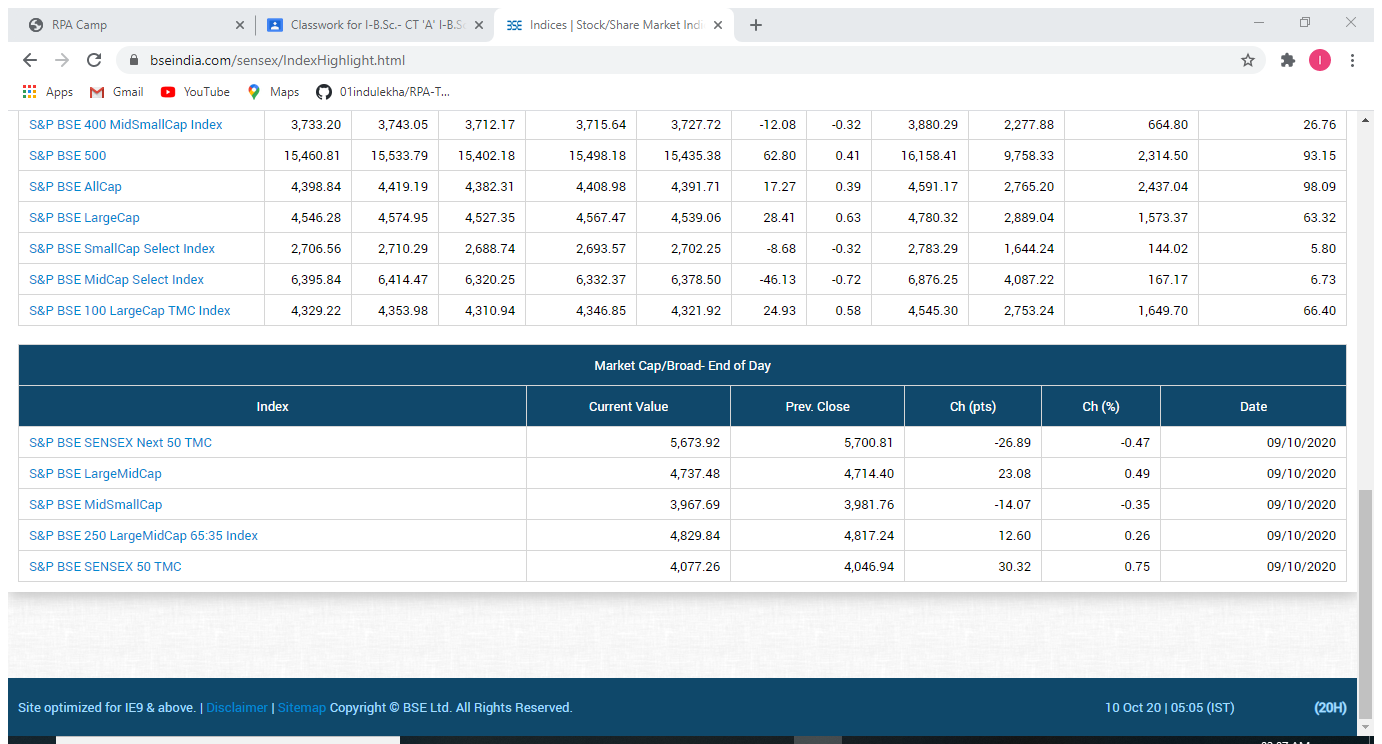 RPA Camp
Classwork for I-B.Sc.- CT 'A' I-B.Sc
BSE Indices | Stock/Share Market Indi
bseindia.com/sensex/IndexHighlight.html
I
Apps Gmail YouTube Maps 01indulekha/RPA-T...
S&P BSE 400 MidSmallCap Index 3,733.20 3,743.05 3,712.17 3,715.64 3,727.72 -12.08 -0.32 3,880.29 2,277.88 664.80 26.76
S&P BSE 500 15,460.81 15,533.79 15,402.18 15,498.18 15,435.38 62.80 0.41 16,158.41 9,758.33 2,314.50 93.15
S&P BSE AllCap 4,398.84 4,419.19 4,382.31 4,408.98 4,391.71 17.27 0.39 4,591.17 2,765.20 2,437.04 98.09
S&P BSE LargeCap 4,546.28 4,574.95 4,527.35 4,567.47 4,539.06 28.41 0.63 4,780.32 2,889.04 1,573.37 63.32
S&P BSE SmallCap Select Index 2,706.56 2,710.29 2,688.74 2,693.57 2,702.25 -8.68 -0.32 2,783.29 1,644.24 144.02 5.80
S&P BSE MidCap Select Index 6,395.84 6,414.47 6,320.25 6,332.37 6,378.50 -46.13 -0.72 6,876.25 4,087.22 167.17 6.73
S&P BSE 100 LargeCap TMC Index 4,329.22 4,353.98 4,310.94 4,346.85 4,321.92 24.93 0.58 4,545.30 2,753.24 1,649.70 66.40
Market Cap/Broad- End of Day
Index Current Value Prev. Close Ch (pts) Ch (%) Date
S&P BSE SENSEX Next 50 TMC 5,673.92 5,700.81 -26.89 -0.47 09/10/2020
S&P BSE LargeMidCap 4,737.48 4,714.40 23.08 0.49 09/10/2020
S&P BSE MidSmallCap 3,967.69 3,981.76 -14.07 -0.35 09/10/2020
S&P BSE 250 LargeMidCap 65:35 Index 4,829.84 4,817.24 12.60 0.26 09/10/2020
S&P BSE SENSEX 50 TMC 4,077.26 4,046.94 30.32 0.75 09/10/2020
Site optimized for IE9 & above. | Disclaimer | Sitemap Copyright © BSE Ltd. All Rights Reserved. 10 Oct 20 | 05:05 (IST) (20H)